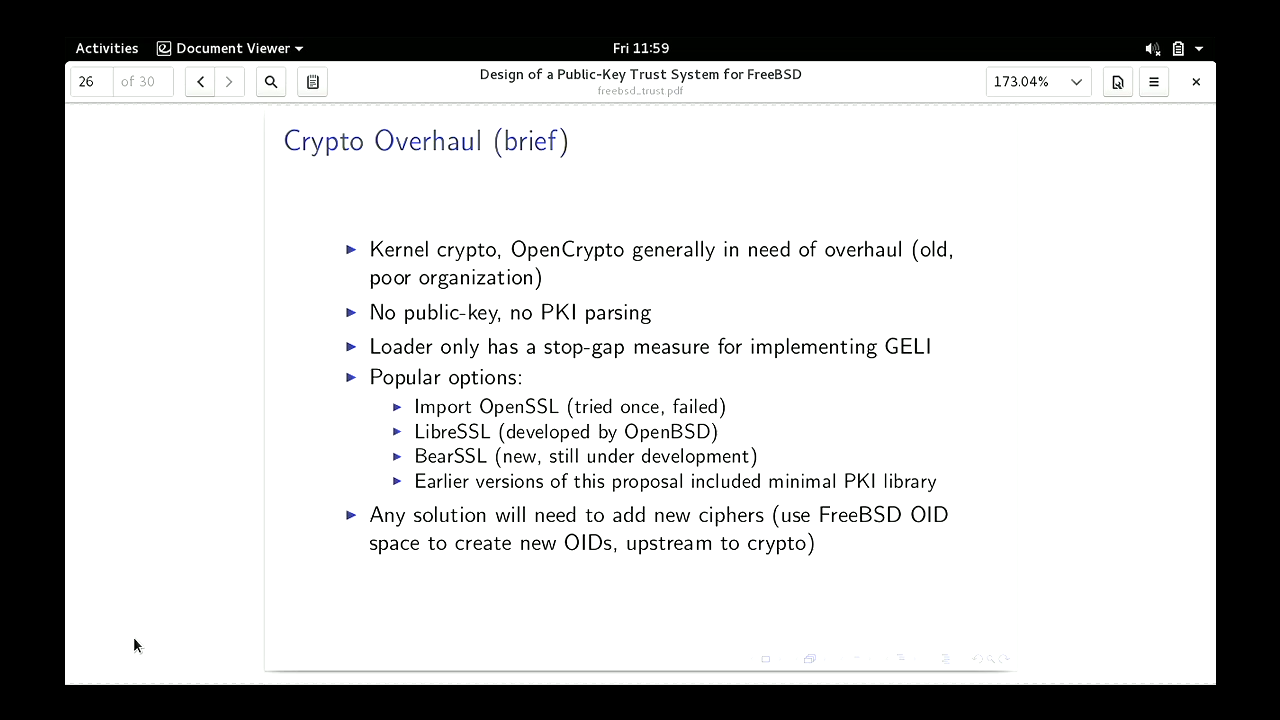 Activities Document Viewer Fri 11:59
26 of 30 Design of a Public-Key Trust System for FreeBSD 173.04%
freebsd_trust.pdf
Crypto Overhaul (brief)
Kernel crypto, OpenCrypto generally in need of overhaul (old,
poor organization)
No public-key, no PKI parsing
Loader only has a stop-gap measure for implementing GELI
Popular options:
Import OpenSSL (tried once, failed)
LibreSSL (developed by OpenBSD)
BearSSL (new, still under development)
Earlier versions of this proposal included minimal PKI library
Any solution will need to add new ciphers (use FreeBSD OID
space to create new OIDs, upstream to crypto)